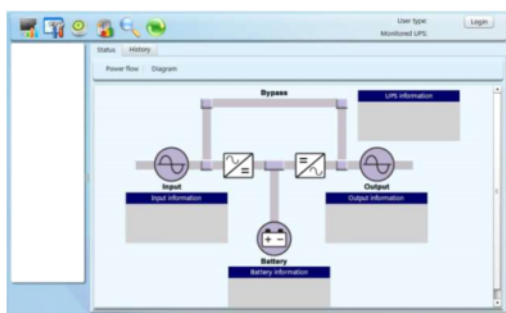 User type:
Login
Monitored UPS:
Status
History
Power flow
Diagram
Bypass
UPS information
Input
Output
Input information
Output information
Battery
Battery information